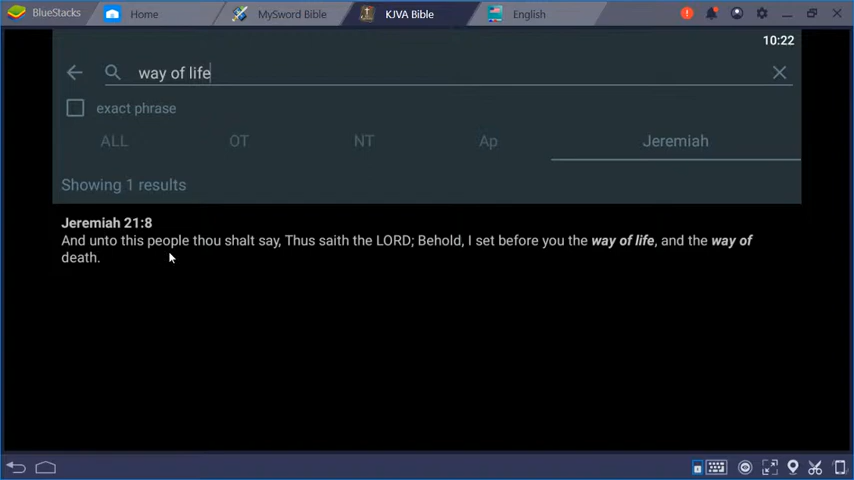 BlueStacks Home MySword Bible KJVA Bible English
10:22
way of life
exact phrase
ALL OT NT Ap Jeremiah
Showing 1 results
Jeremiah 21:8
And unto this people thou shalt say, Thus saith the LORD; Behold, I set before you the way of life, and the way of
death.